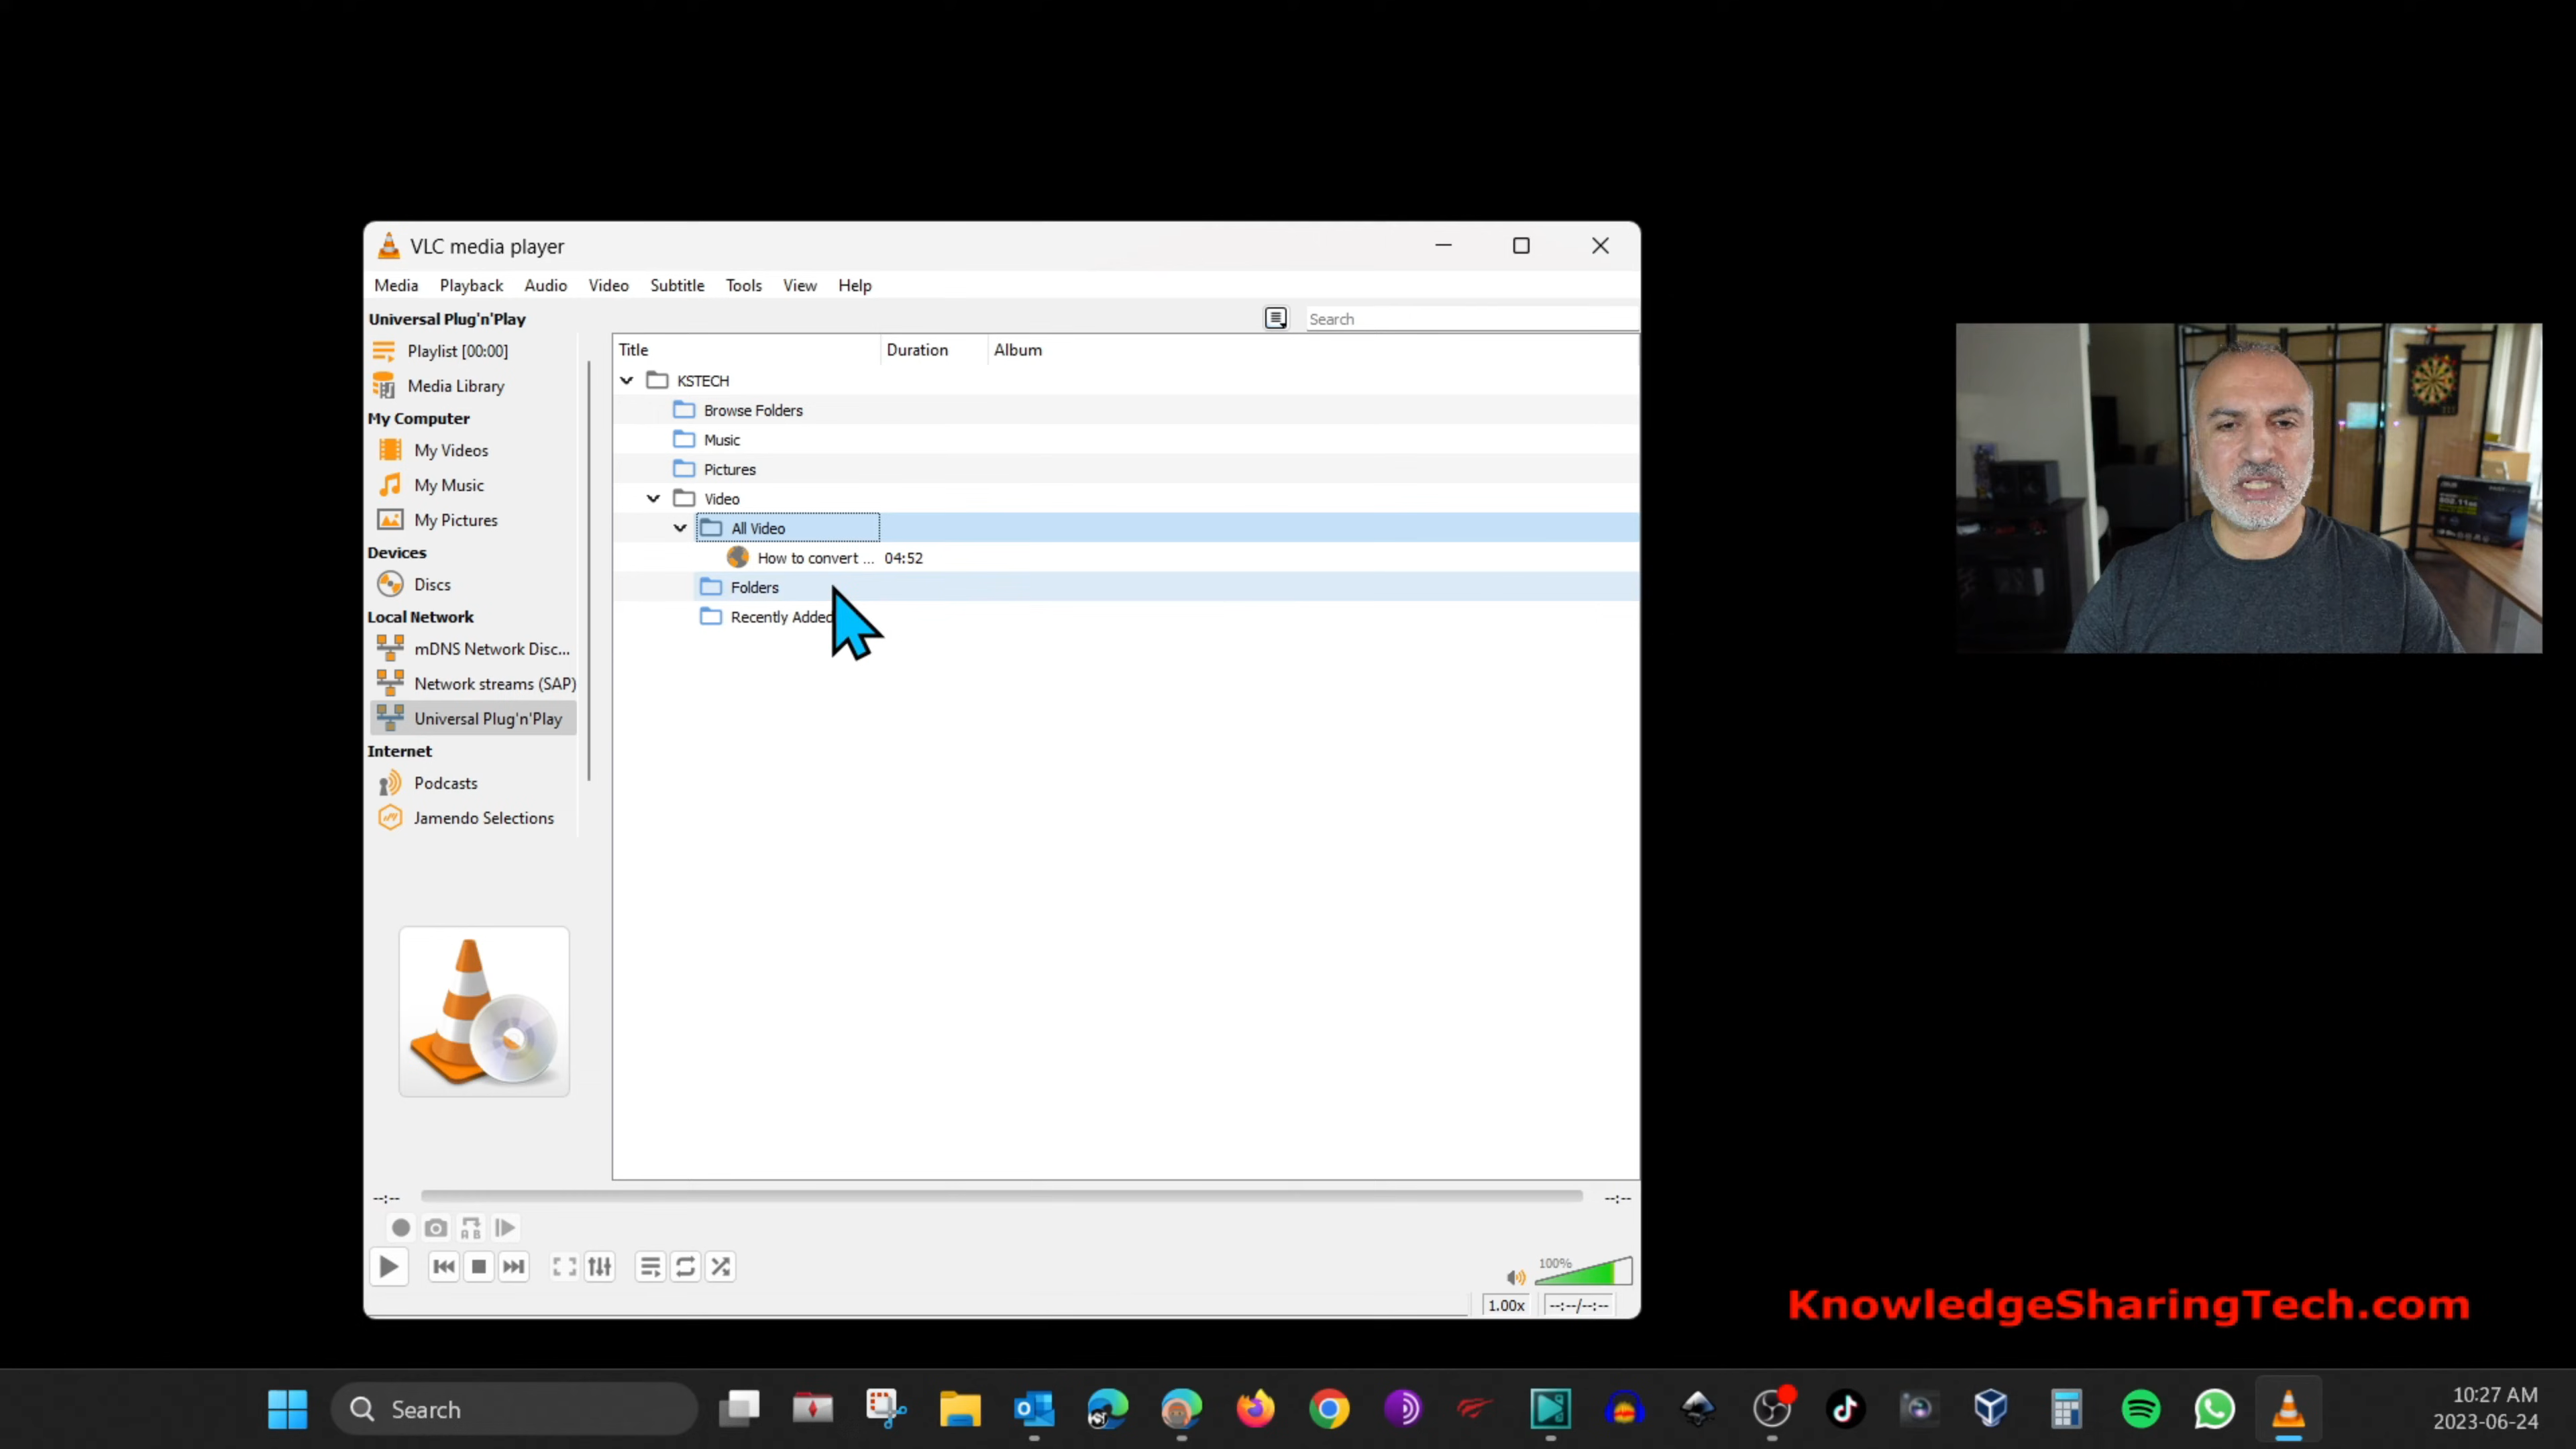 VLC media player
Media Playback Audio Video Subtitle Tools View Help
Universal Plug'n'Play
Search
Playlist [00:00]
Media Library
My Computer
My Videos
My Music
My Pictures
Devices
Discs
Local Network
mDNS Network Disc...
Network streams (SAP)
Universal Plug'n'Play
Internet
Podcasts
Jamendo Selections
Title Duration Album
KSTECH
Browse Folders
Music
Pictures
Video
All Video
How to convert ... 04:52
Folders
Recently Added
--:-- --:--
100%
1.00x --:--/--:--
KnowledgeSharingTech.com
Search
10:27 AM
2023-06-24